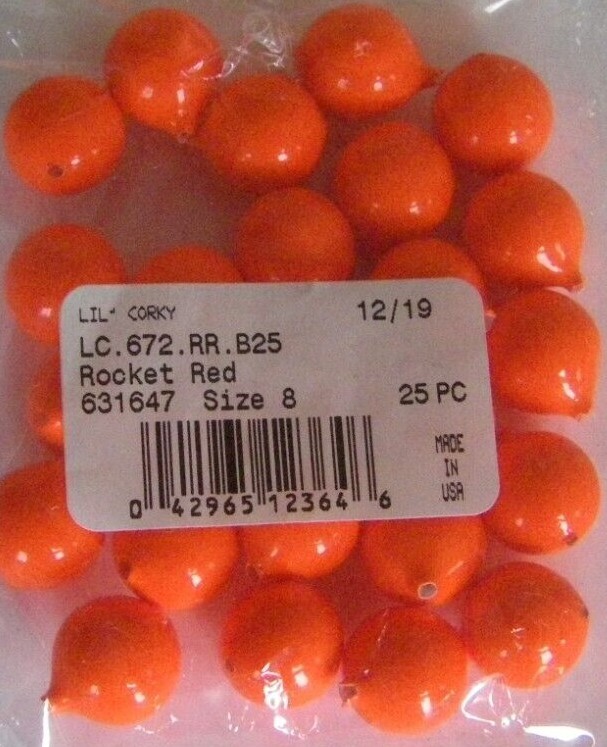 LIL' CORKY 12/19
LC.672.RR.B25
Rocket Red
631647 Size 8 25 PC
MADE
IN
USA
0 42965 12364 6